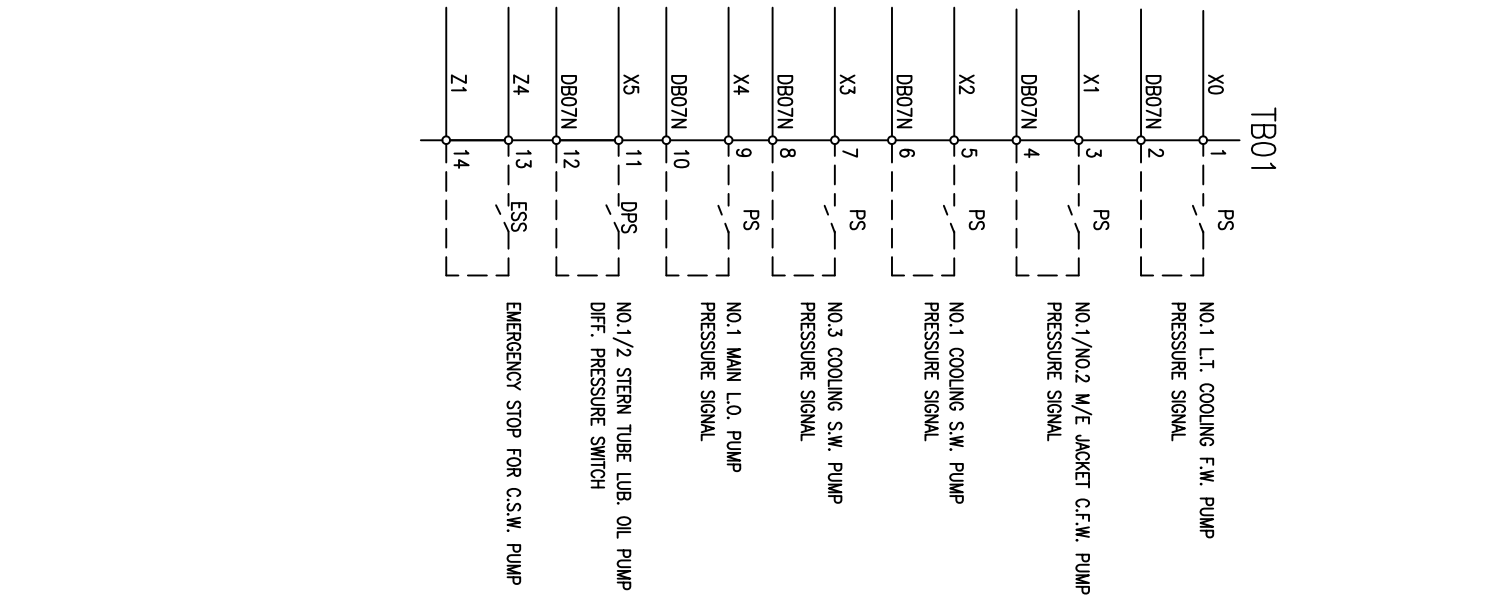 TB01
X0
1
PS
NO.1 L.T. COOLING F.W. PUMP
PRESSURE SIGNAL
DB07N
2
X1
3
PS
NO.1/NO.2 M/E JACKET C.F.W. PUMP
PRESSURE SIGNAL
DB07N
4
X2
5
PS
NO.1 COOLING S.W. PUMP
PRESSURE SIGNAL
DB07N
6
X3
7
PS
NO.3 COOLING S.W. PUMP
PRESSURE SIGNAL
DB07N
8
X4
9
PS
NO.1 MAIN L.O. PUMP
PRESSURE SIGNAL
DB07N
10
X5
11
DPS
NO.1/2 STERN TUBE LUB. OIL PUMP
DIFF. PRESSURE SWITCH
DB07N
12
Z4
13
ESS
EMERGENCY STOP FOR C.S.W. PUMP
Z1
14